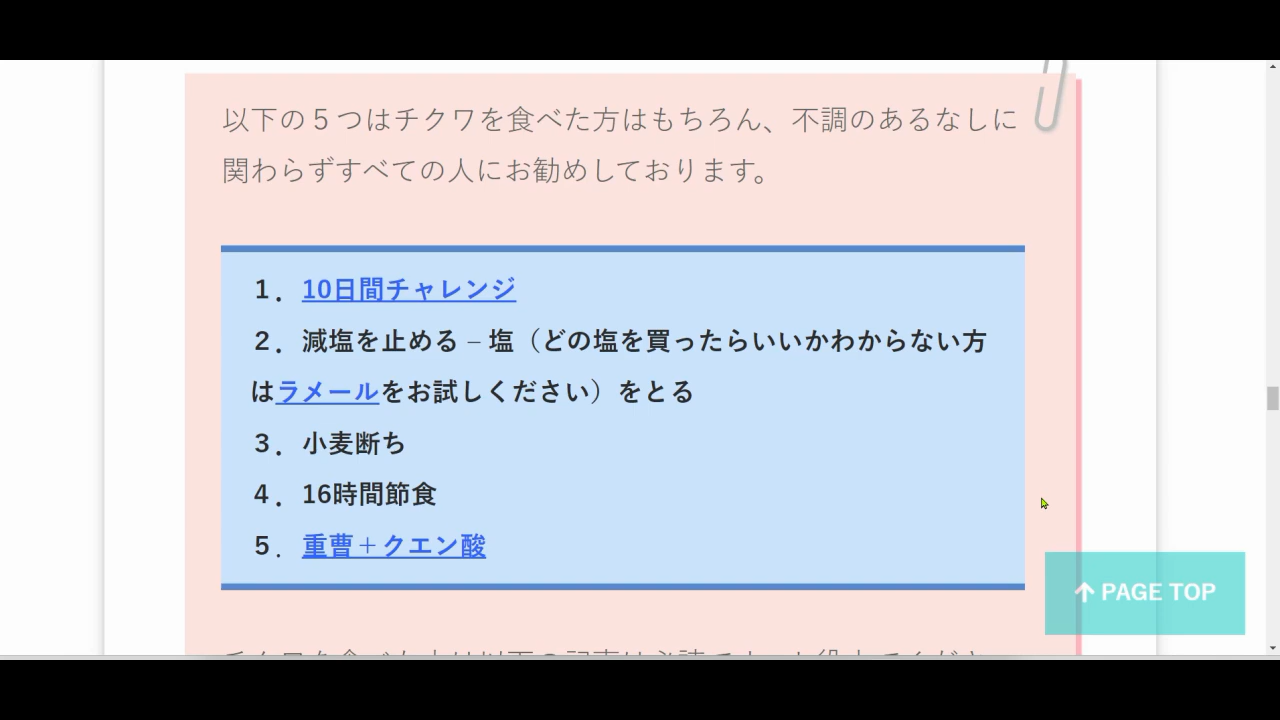 以下の５つはチクワを食べた方はもちろん、不調のあるなしに
関わらずすべての人にお勧めしております。
１．10日間チャレンジ
２．減塩を止める – 塩（どの塩を買ったらいいかわからない方
はラメールをお試しください）をとる
３．小麦断ち
４．16時間節食
５．重曹＋クエン酸
↑ PAGE TOP